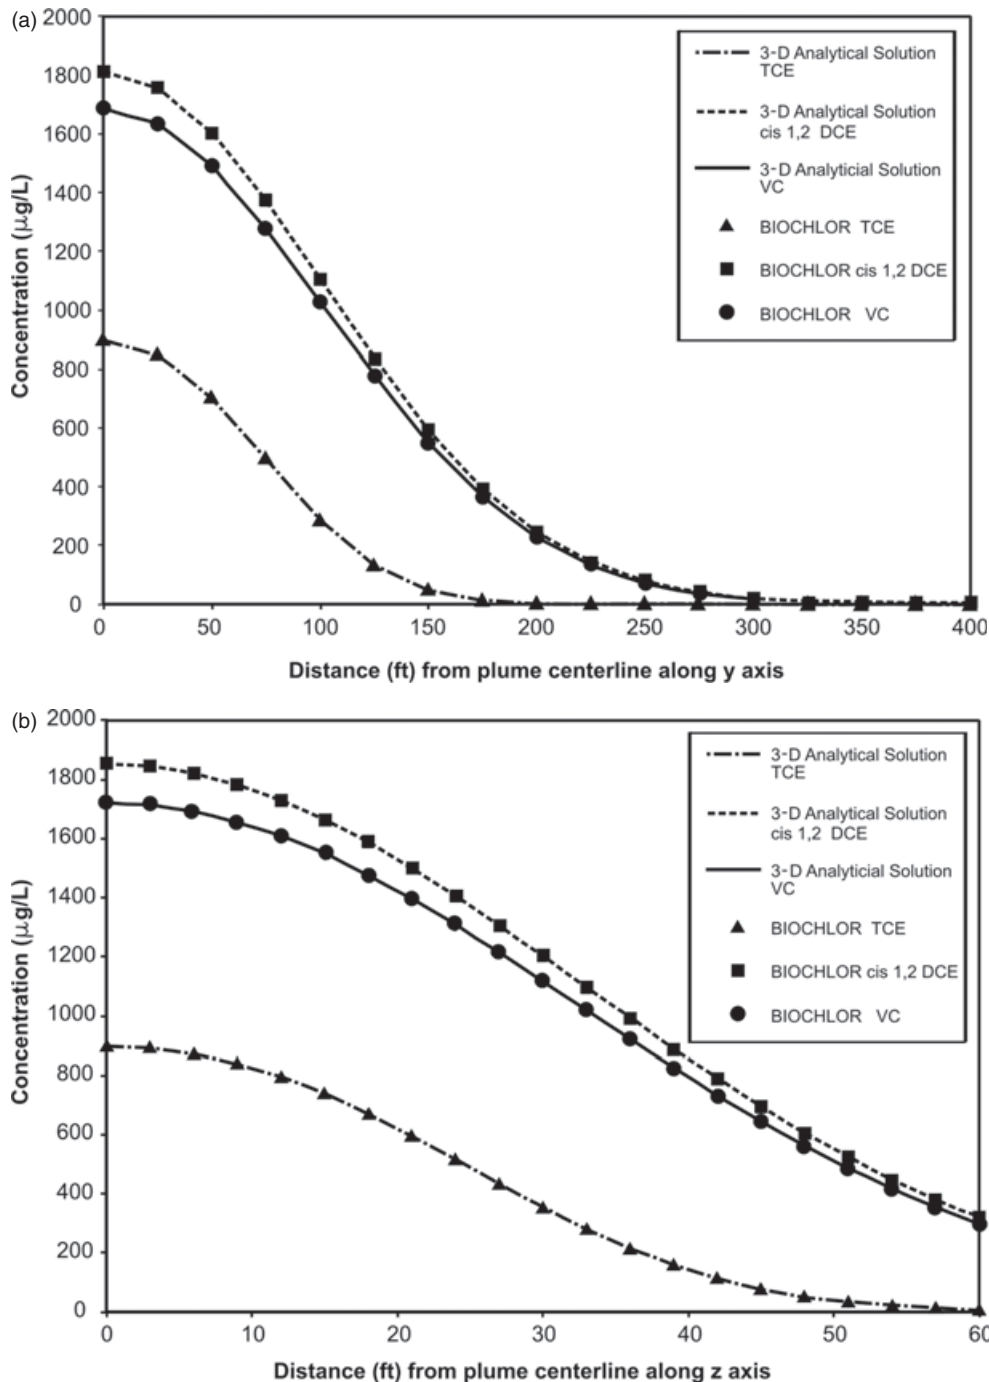 (a)
2000
1800
1600
1400
1200
1000
800
600
400
200
0
Concentration (μg/L)
3-D Analytical Solution
TCE
3-D Analytical Solution
cis 1,2 DCE
3-D Analyticial Solution
VC
BIOCHLOR TCE
BIOCHLOR cis 1,2 DCE
BIOCHLOR VC
0 50 100 150 200 250 300 350 400
Distance (ft) from plume centerline along y axis
(b)
2000
1800
1600
1400
1200
1000
800
600
400
200
0
Concentration (μg/L)
3-D Analytical Solution
TCE
3-D Analytical Solution
cis 1,2 DCE
3-D Analyticial Solution
VC
BIOCHLOR TCE
BIOCHLOR cis 1,2 DCE
BIOCHLOR VC
0 10 20 30 40 50 60
Distance (ft) from plume centerline along z axis